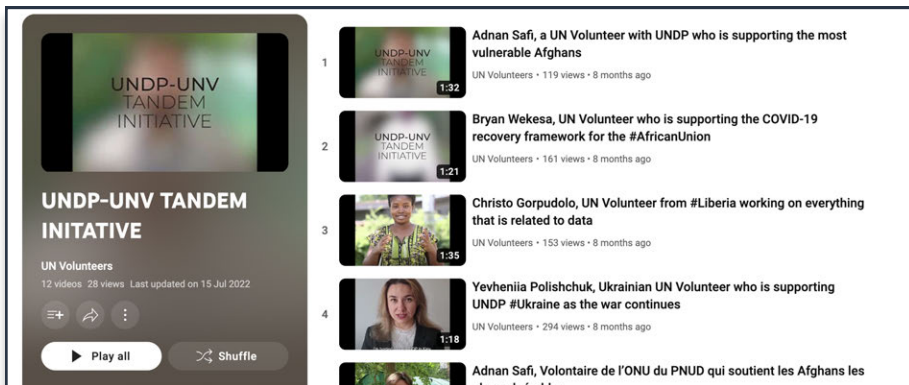 UNDP-UNV
TANDEM
INITIATIVE
UNDP-UNV TANDEM
INITATIVE
UN Volunteers
12 videos 28 views Last updated on 15 Jul 2022
Play all
Shuffle
1
UNDP-UNV
TANDEM
INITIATIVE
1:32
Adnan Safi, a UN Volunteer with UNDP who is supporting the most
vulnerable Afghans
UN Volunteers • 119 views • 8 months ago
2
UNDP-UNV
TANDEM
INITIATIVE
1:21
Bryan Wekesa, UN Volunteer who is supporting the COVID-19
recovery framework for the #AfricanUnion
UN Volunteers • 161 views • 8 months ago
3
1:35
Christo Gorpudolo, UN Volunteer from #Liberia working on everything
that is related to data
UN Volunteers • 153 views • 8 months ago
4
1:18
Yevheniia Polishchuk, Ukrainian UN Volunteer who is supporting
UNDP #Ukraine as the war continues
UN Volunteers • 294 views • 8 months ago
Adnan Safi, Volontaire de l'ONU du PNUD qui soutient les Afghans les